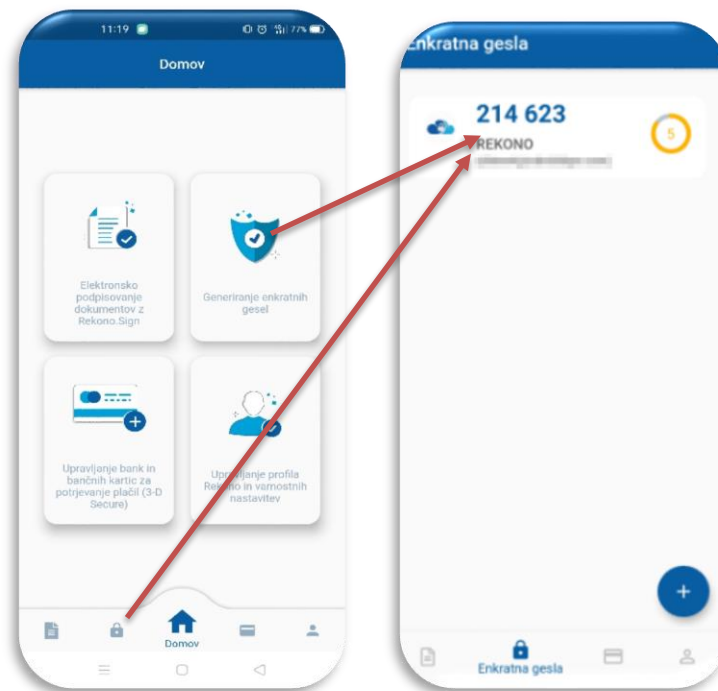 11:19
77%
Domov
Elektronsko
podpisovanje
dokumentov z
Rekono.Sign
Generiranje enkratnih
gesel
Upravljanje bank in
bančnih kartic za
potrjevanje plačil (3-D
Secure)
Upravljanje profila
Rekono in varnostnih
nastavitev
Domov
Enkratna gesla
214 623
REKONO
5
Enkratna gesla